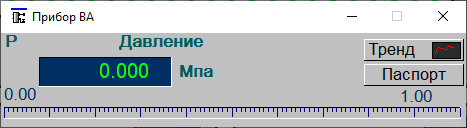 Прибор ВА
P Давление
Тренд
0.000 Мпа
Паспорт
0.00 1.00